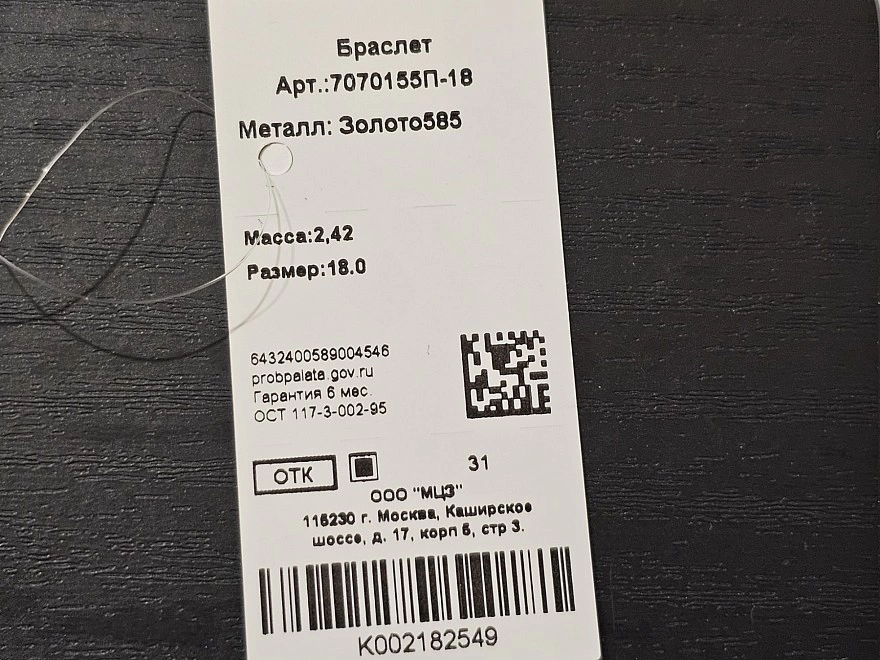 Браслет
Арт.:7070155П-18
Металл: Золото585
Масса:2,42
Размер:18.0
6432400589004546
probpalata.gov.ru
Гарантия 6 мес.
ОСТ 117-3-002-95
ОТК
31
ООО "МЦЗ"
115230 г. Москва, Каширское
шоссе, д. 17, корп 5, стр 3.
K002182549